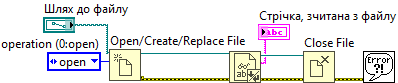 Шлях до файлу
Стрічка, зчитана з файлу
operation (0:open)
Open/Create/Replace File
Close File
open
abc
Error
?!